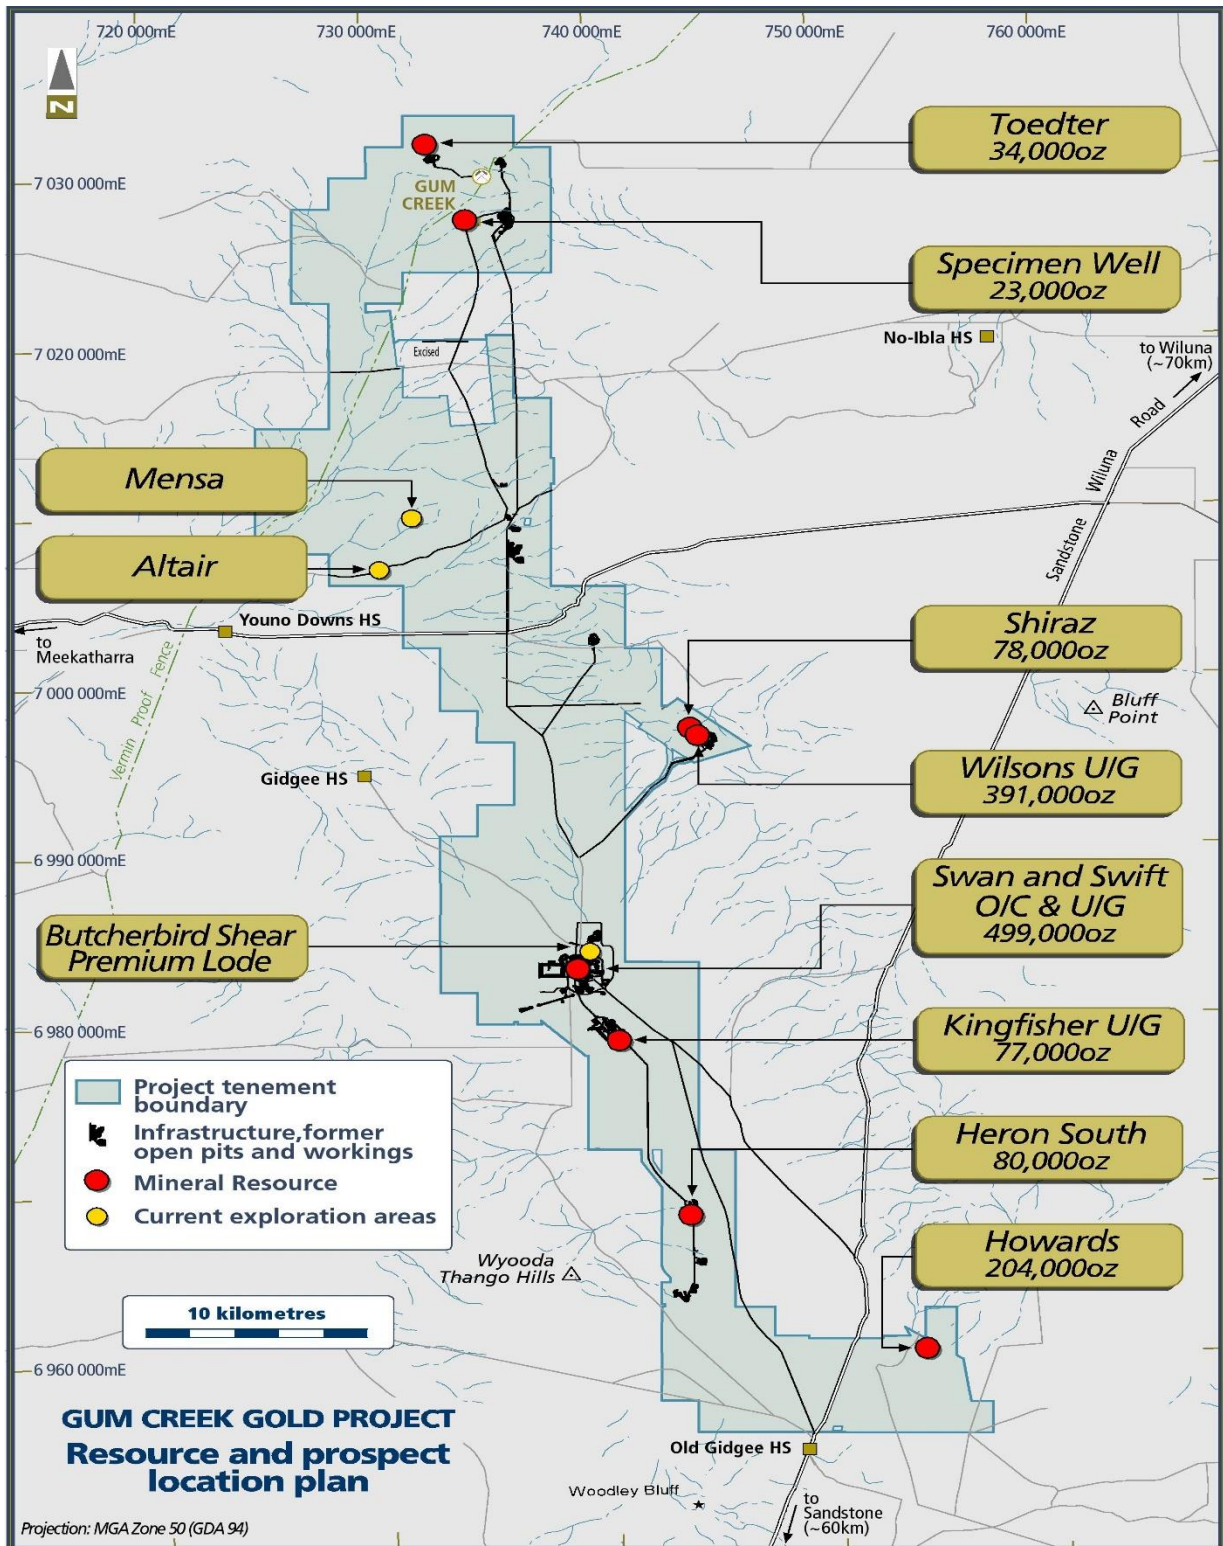 720 000mE
730 000mE
740 000mE
750 000mE
760 000mE
N
Toedter
34,000oz
7 030 000mE
GUM
CREEK
Specimen Well
23,000oz
No-Ibla HS
to Wiluna
(~70km)
7 020 000mE
Excised
Road
Wiluna
Sandstone
Mensa
Altair
Youno Downs HS
to
Meekatharra
Vermin Proof Fence
Shiraz
78,000oz
7 000 000mE
Bluff
Point
Gidgee HS
Wilsons U/G
391,000oz
6 990 000mE
Swan and Swift
O/C & U/G
499,000oz
Butcherbird Shear
Premium Lode
6 980 000mE
Kingfisher U/G
77,000oz
Project tenement
boundary
Infrastructure,former
open pits and workings
Mineral Resource
Current exploration areas
Heron South
80,000oz
Howards
204,000oz
Wyooda
Thango Hills
10 kilometres
6 960 000mE
GUM CREEK GOLD PROJECT
Resource and prospect
location plan
Old Gidgee HS
Woodley Bluff
to
Sandstone
(~60km)
Projection: MGA Zone 50 (GDA 94)